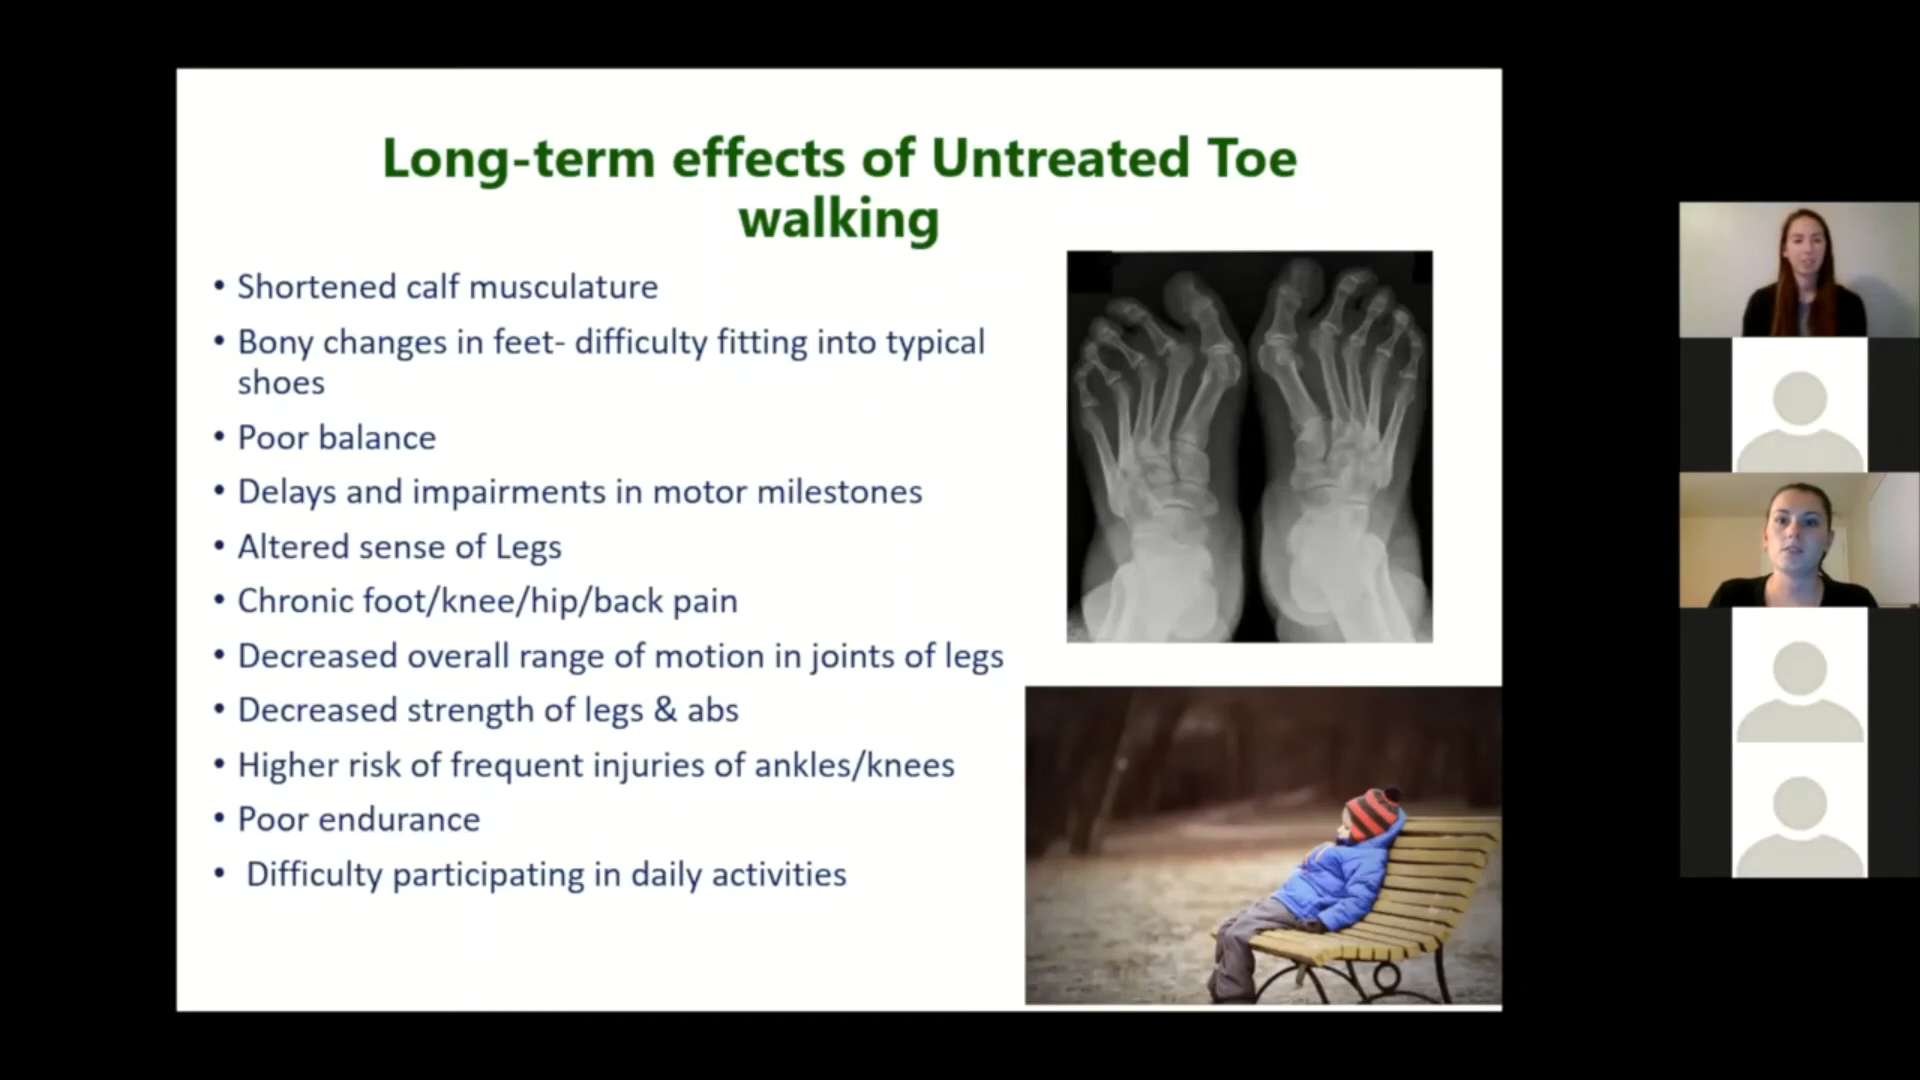 Long-term effects of Untreated Toe
walking
• Shortened calf musculature
• Bony changes in feet- difficulty fitting into typical
shoes
• Poor balance
• Delays and impairments in motor milestones
• Altered sense of Legs
• Chronic foot/knee/hip/back pain
• Decreased overall range of motion in joints of legs
• Decreased strength of legs & abs
• Higher risk of frequent injuries of ankles/knees
• Poor endurance
• Difficulty participating in daily activities